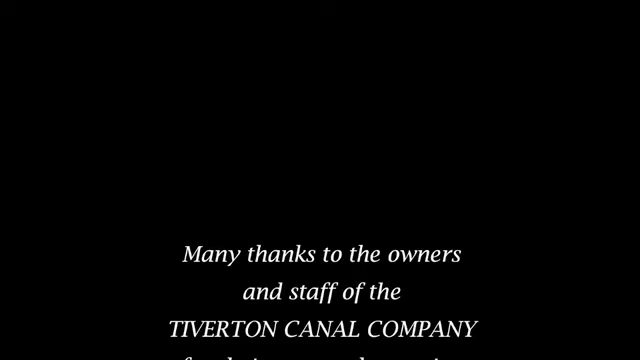 Many thanks to the owners
and staff of the
TIVERTON CANAL COMPANY